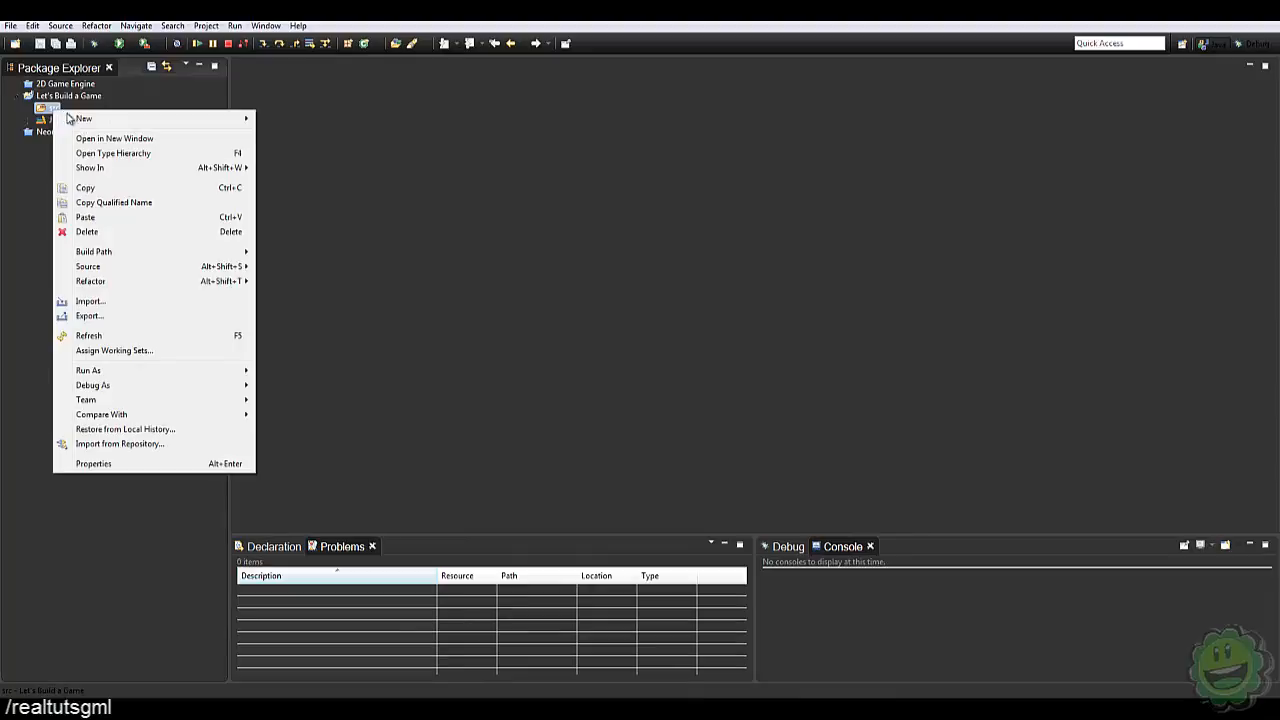 File Edit Source Refactor Navigate Search Project Run Window Help
Quick Access
Java
Debug
Package Explorer
2D Game Engine
Let's Build a Game
New
Open in New Window
Open Type Hierarchy F4
Show In Alt+Shift+W
Copy Ctrl+C
Copy Qualified Name
Paste Ctrl+V
Delete Delete
Build Path
Source Alt+Shift+S
Refactor Alt+Shift+T
Import...
Export...
Refresh F5
Assign Working Sets...
Run As
Debug As
Team
Compare With
Restore from Local History...
Import from Repository...
Properties Alt+Enter
Declaration Problems
0 items
Description Resource Path Location Type
Debug Console
No consoles to display at this time.
src - Let's Build a Game
/realtutsgml